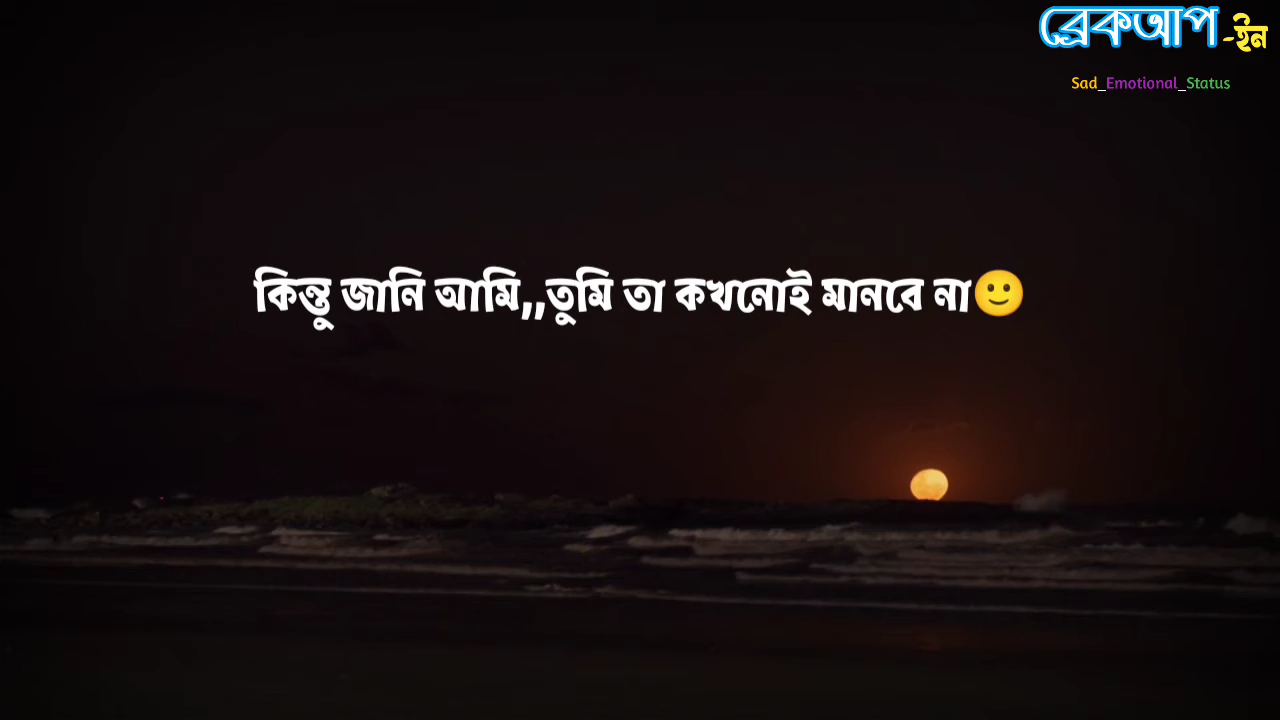 ব্রেকআপ -ইন
Sad_Emotional_Status
কিন্তু জানি আমি,,তুমি তা কখনোই মানবে না🙂